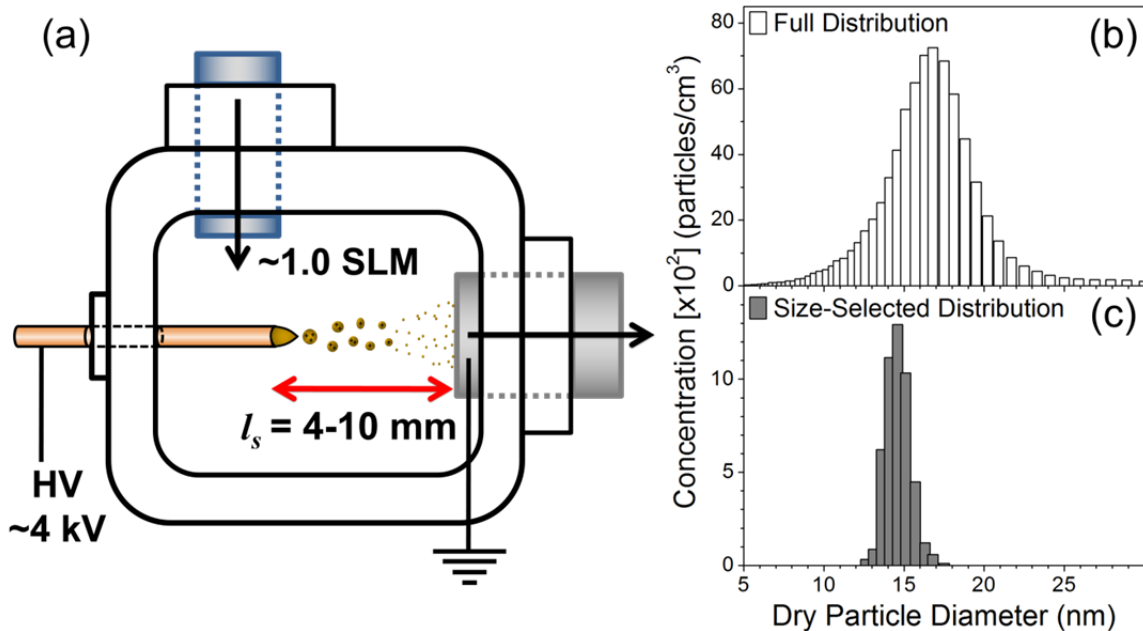 (a)
~1.0 SLM
lₛ = 4-10 mm
HV
~4 kV
Concentration [x10²] (particles/cm³)
80
60
40
20
0
Full Distribution
(b)
10
5
0
Size-Selected Distribution
(c)
5
10
15
20
25
Dry Particle Diameter (nm)